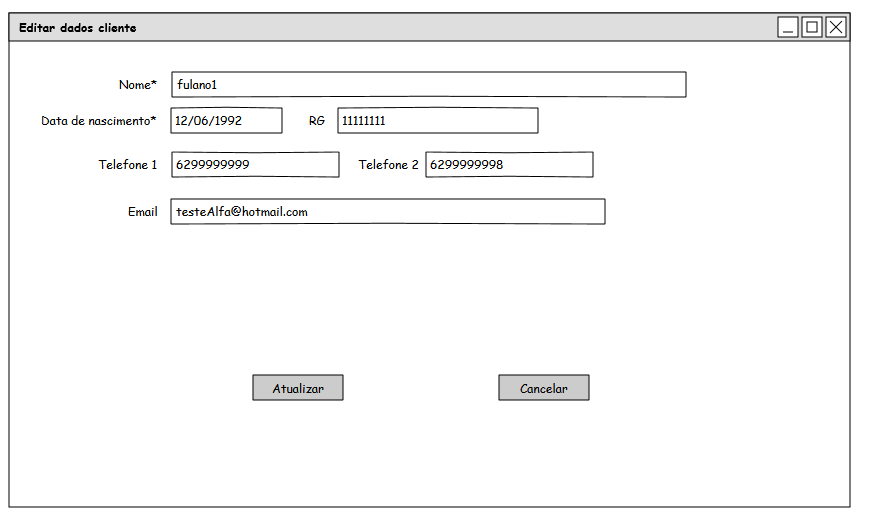 Editar dados cliente
Nome* fulano1
Data de nascimento* 12/06/1992 RG 11111111
Telefone 1 6299999999 Telefone 2 6299999998
Email testeAlfa@hotmail.com
Atualizar Cancelar